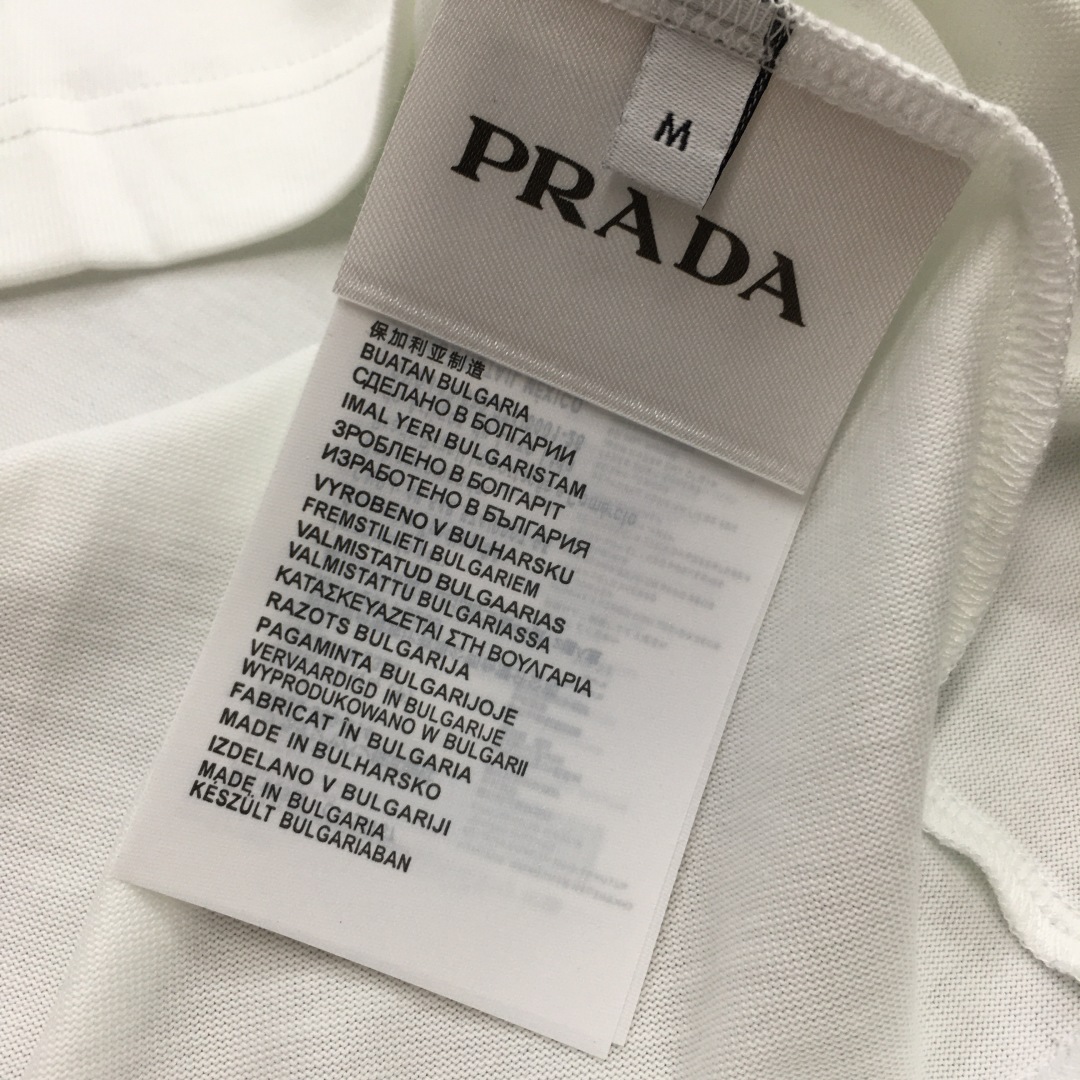 M
PRADA
保加利亚制造
BUATAN BULGARIA
СДЕЛАНО В БОЛГАРИИ
IMAL YERI BULGARISTAM
ЗРОБЛЕНО В БОЛГАРІТ
ИЗРАБОТЕНО В БЪЛГАРИЯ
VYROBENO V BULHARSKU
FREMSTILIETI BULGARIEM
VALMISTATUD BULGAARIAS
VALMISTATTU BULGARIASSA
ΚΑΤΑΣΚΕΥΑΖΕΤΑΙ ΣΤΗ ΒΟΥΛΓΑΡΙΑ
RAZOTS BULGARIJA
PAGAMINTA BULGARIJOJE
VERVAARDIGD IN BULGARIJE
WYPRODUKOWANO W BULGARII
FABRICAT ÎN BULGARIA
MADE IN BULHARSKO
IZDELANO V BULGARIJI
MADE IN BULGARIA
KÉSZÜLT BULGARIABAN